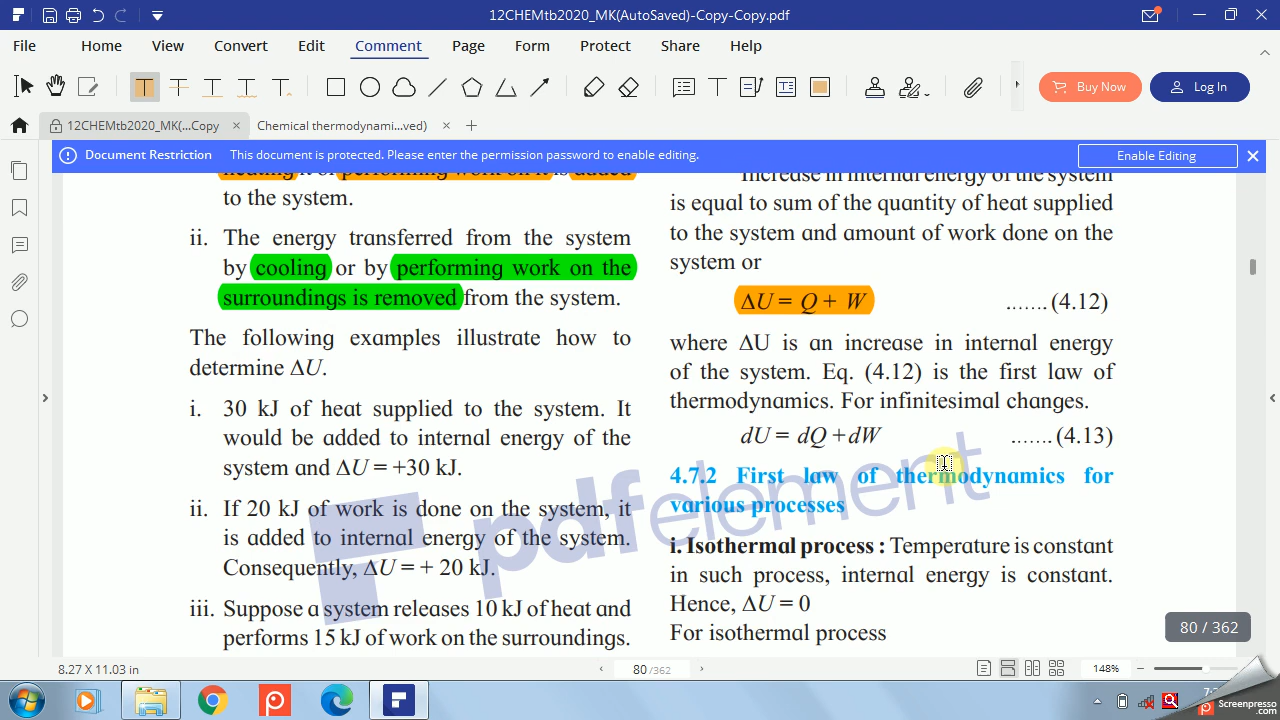 12CHEMtb2020_MK(AutoSaved)-Copy-Copy.pdf
File Home View Convert Edit Comment Page Form Protect Share Help
Buy Now
Log In
12CHEMtb2020_MK(...Copy × Chemical thermodynami...ved) × +
Document Restriction This document is protected. Please enter the permission password to enable editing. Enable Editing
heating it or performing work on it is added
to the system.
ii. The energy transferred from the system
by cooling or by performing work on the
surroundings is removed from the system.
The following examples illustrate how to
determine ΔU.
i. 30 kJ of heat supplied to the system. It
would be added to internal energy of the
system and ΔU = +30 kJ.
ii. If 20 kJ of work is done on the system, it
is added to internal energy of the system.
Consequently, ΔU = + 20 kJ.
iii. Suppose a system releases 10 kJ of heat and
performs 15 kJ of work on the surroundings.
Increase in internal energy of the system
is equal to sum of the quantity of heat supplied
to the system and amount of work done on the
system or
ΔU = Q + W ....... (4.12)
where ΔU is an increase in internal energy
of the system. Eq. (4.12) is the first law of
thermodynamics. For infinitesimal changes.
dU = dQ + dW ....... (4.13)
4.7.2 First law of thermodynamics for
various processes
i. Isothermal process : Temperature is constant
in such process, internal energy is constant.
Hence, ΔU = 0
For isothermal process
pdfelement
80 / 362
8.27 X 11.03 in
‹ 80 /362 ›
148%
Screenpresso
.com